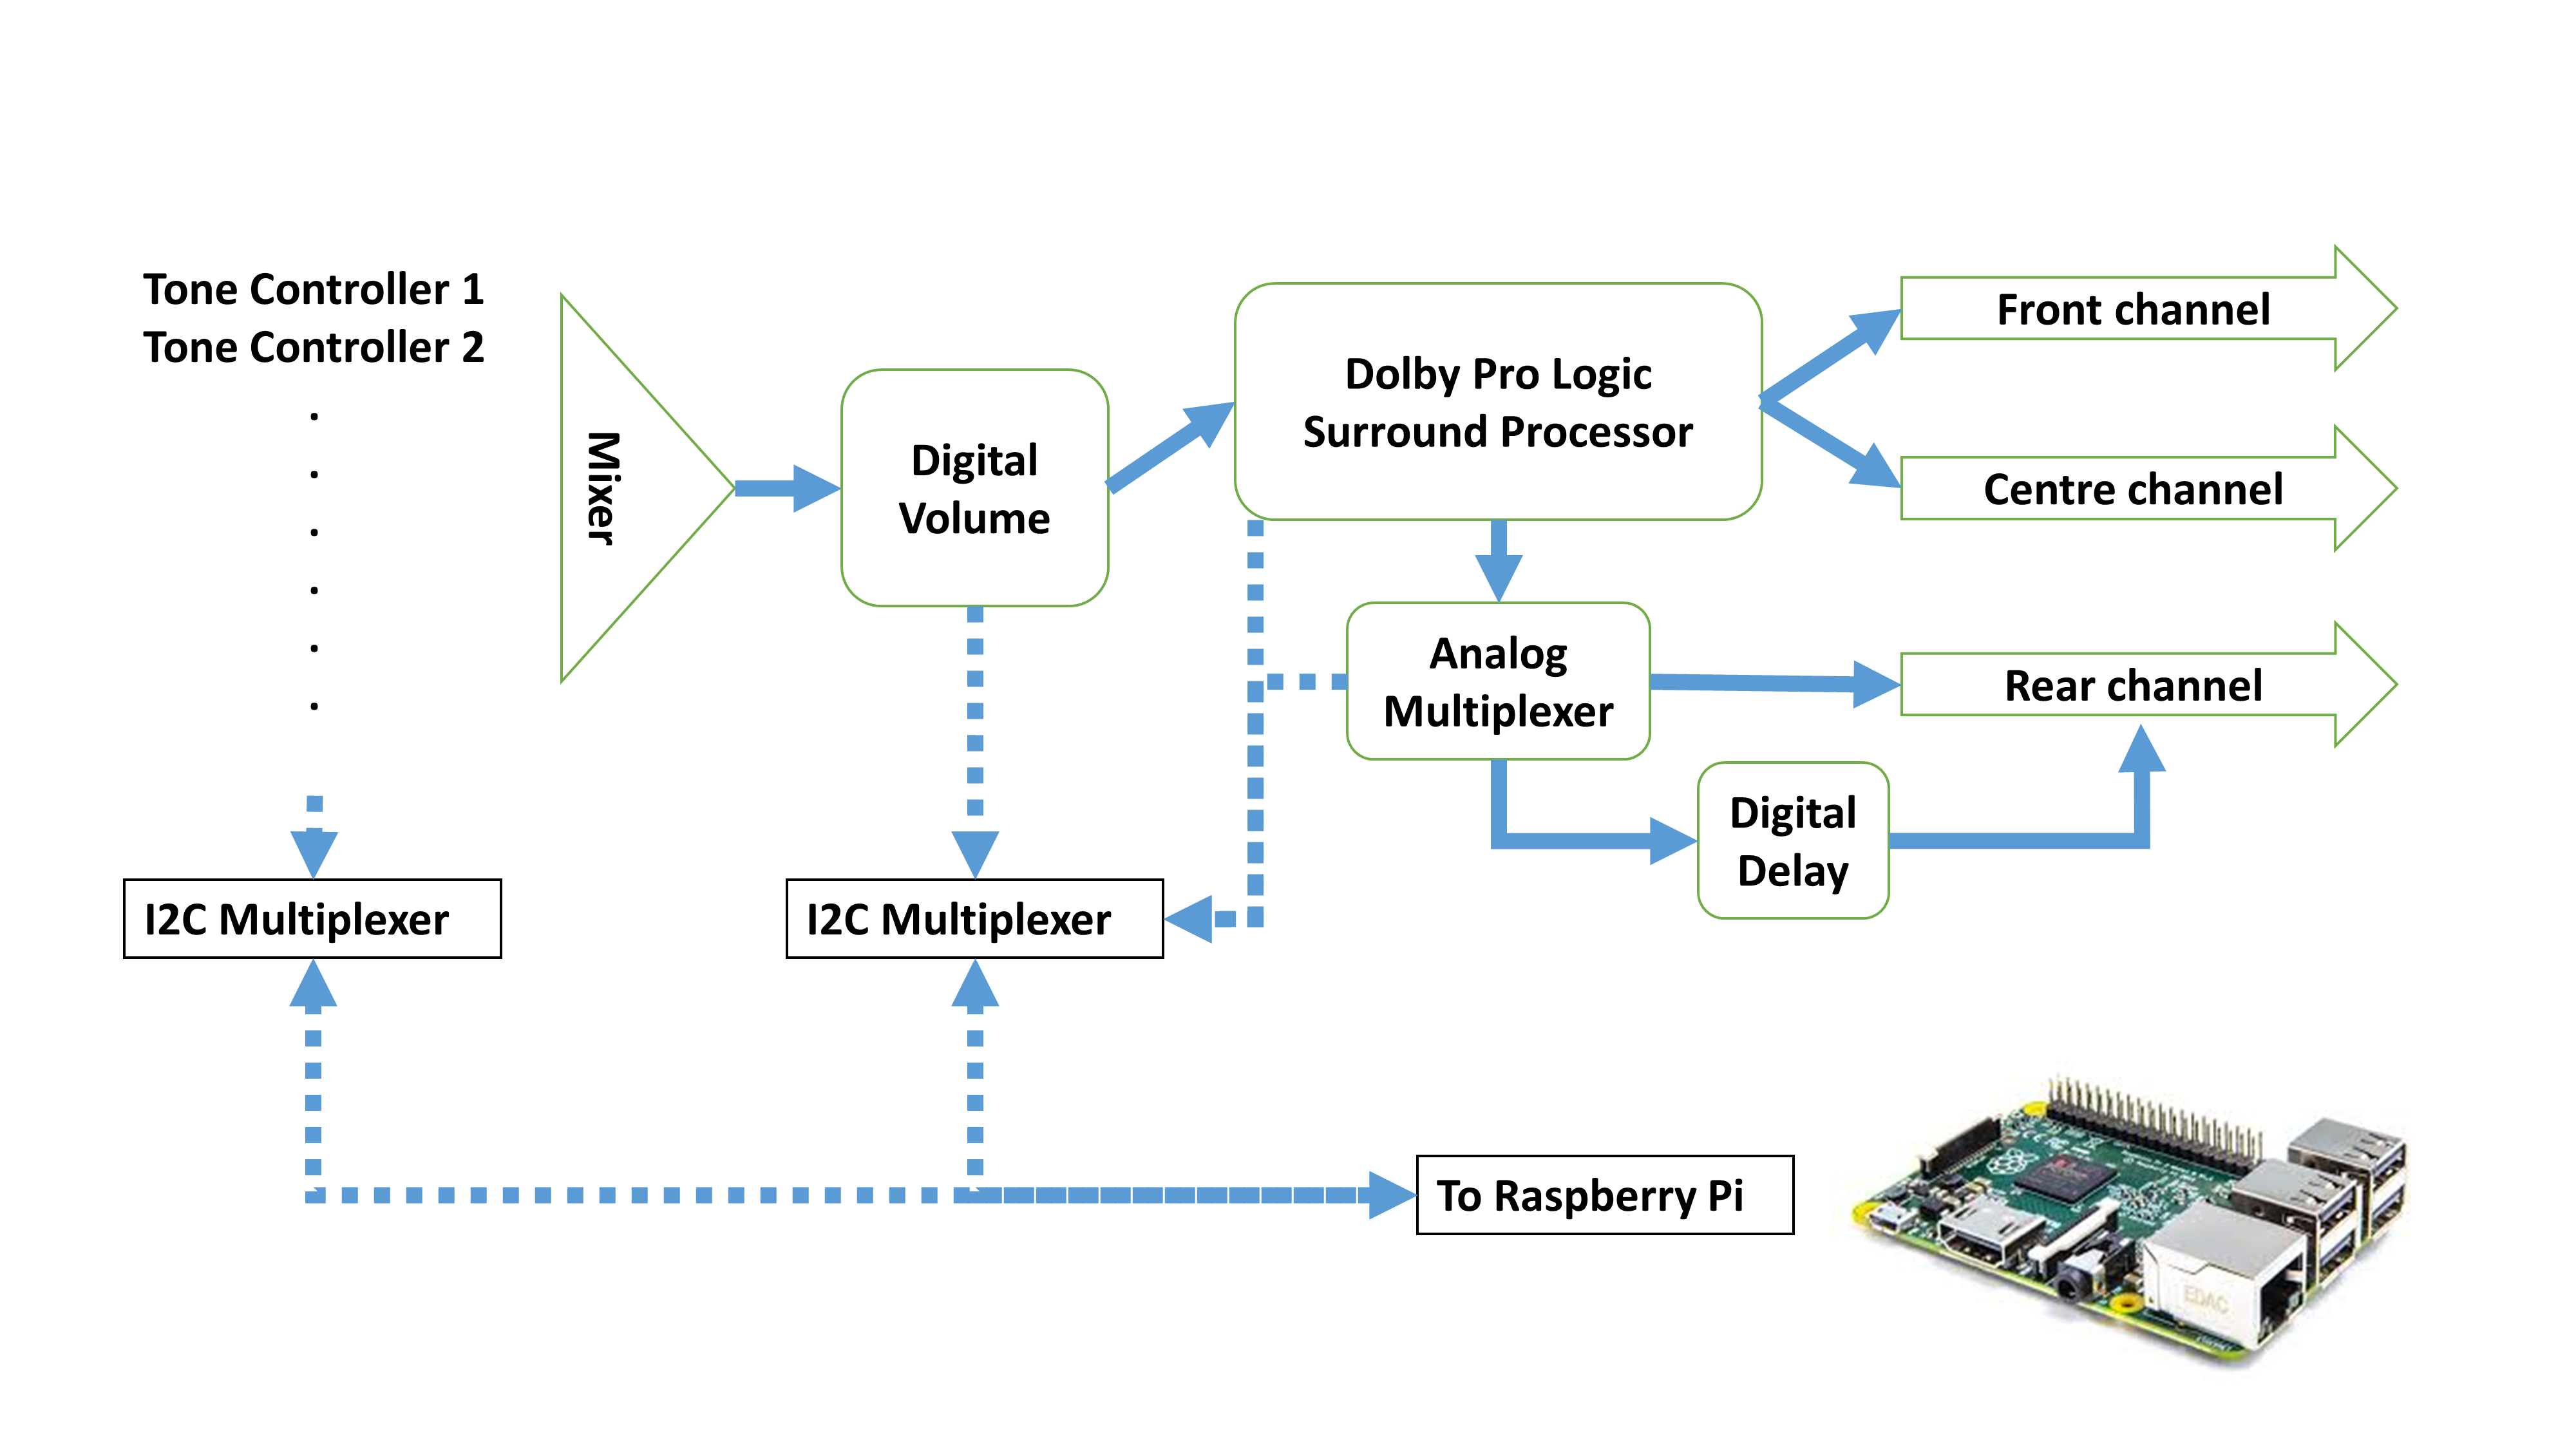 Tone Controller 1
Tone Controller 2
.
.
.
.
.
.
Mixer
Digital
Volume
Dolby Pro Logic
Surround Processor
Front channel
Centre channel
Analog
Multiplexer
Rear channel
Digital
Delay
I2C Multiplexer
I2C Multiplexer
To Raspberry Pi
EDAC